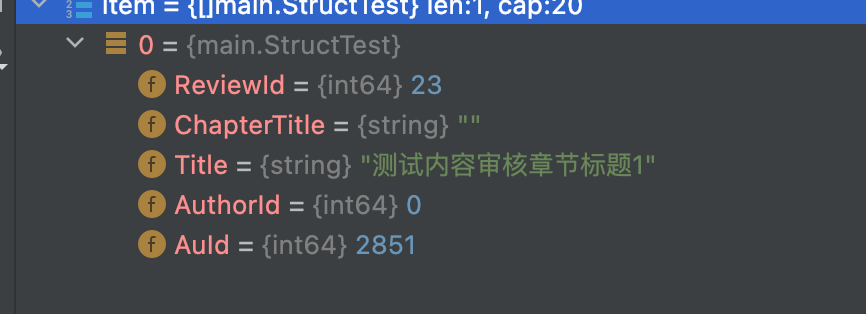 Item = {[]main.StructTest} len:1, cap:20
0 = {main.StructTest}
f ReviewId = {int64} 23
f ChapterTitle = {string} ""
f Title = {string} "测试内容审核章节标题1"
f AuthorId = {int64} 0
f AuId = {int64} 2851